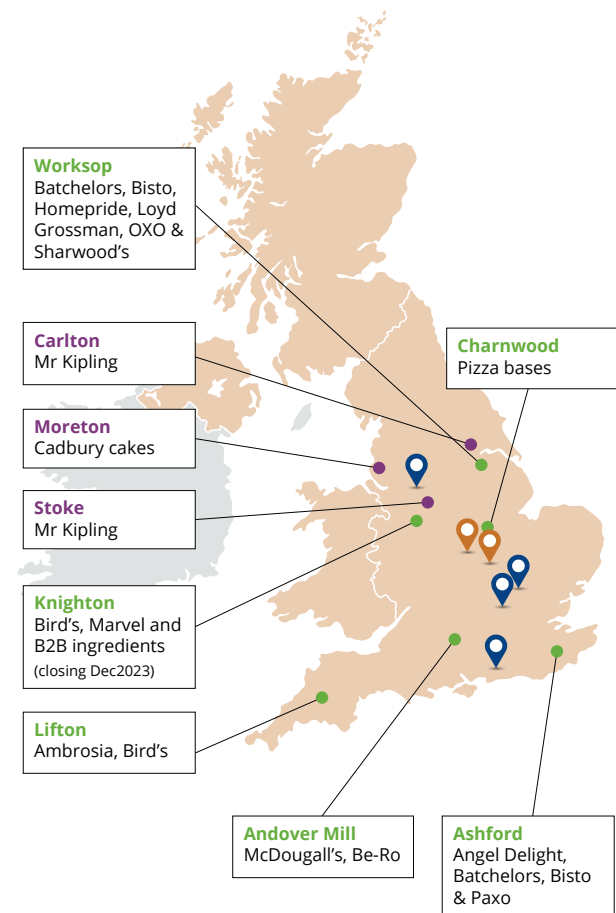 Worksop
Batchelors, Bisto,
Homepride, Loyd
Grossman, OXO &
Sharwood's
Carlton
Mr Kipling
Charnwood
Pizza bases
Moreton
Cadbury cakes
Stoke
Mr Kipling
Knighton
Bird's, Marvel and
B2B ingredients
(closing Dec2023)
Lifton
Ambrosia, Bird's
Andover Mill
McDougall's, Be-Ro
Ashford
Angel Delight,
Batchelors, Bisto
& Paxo